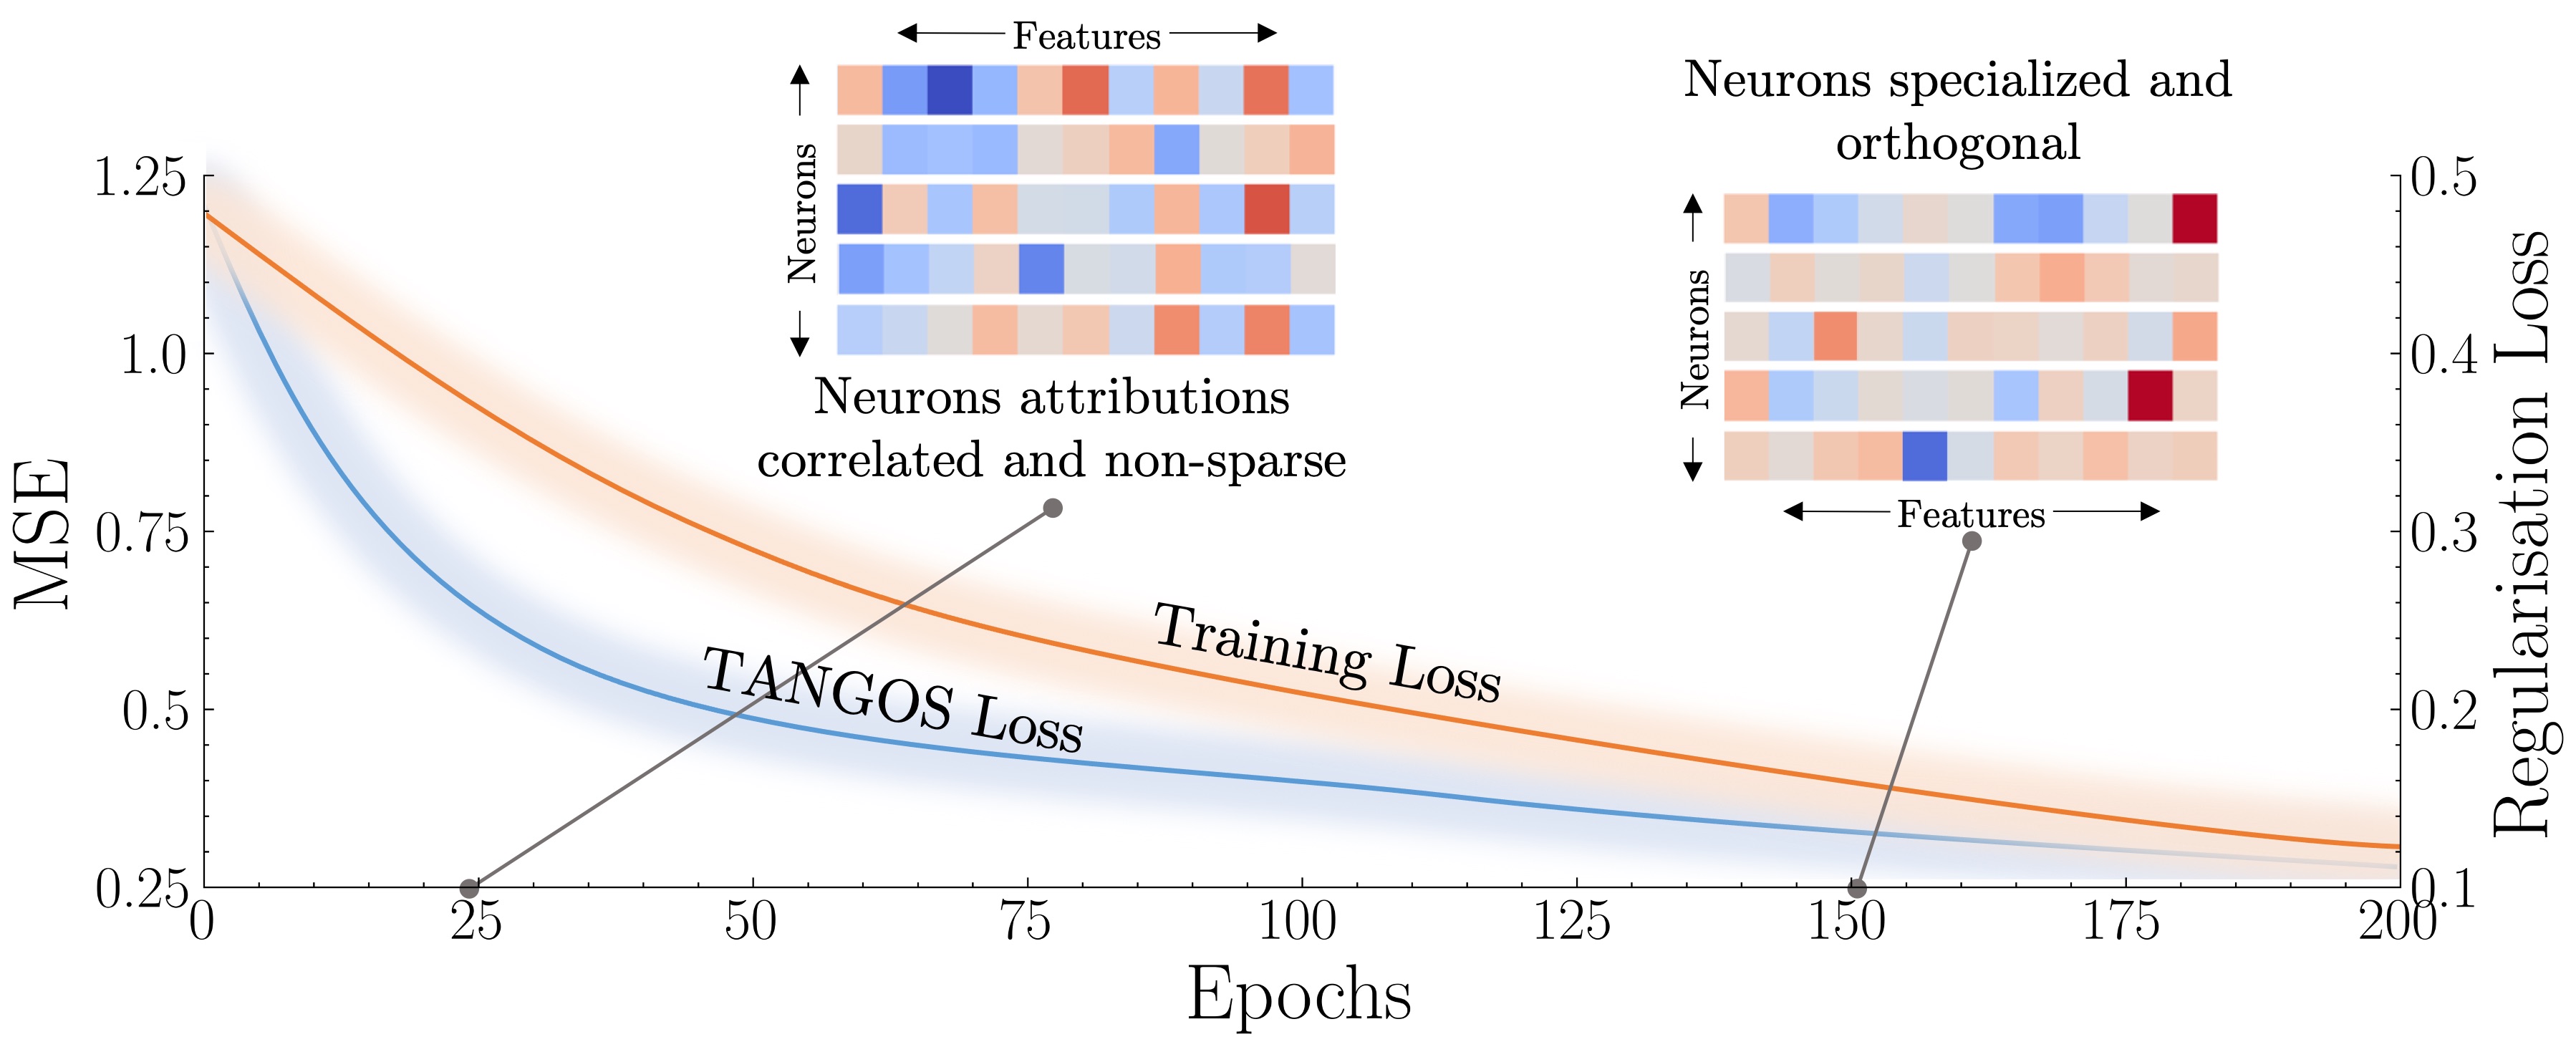 Features
Neurons
Neurons attributions
correlated and non-sparse
Neurons specialized and
orthogonal
Neurons
Features
MSE
1.25
1.0
0.75
0.5
0.25
Training Loss
TANGOS Loss
0.5
0.4
0.3
0.2
0.1
Regularisation Loss
0 25 50 75 100 125 150 175 200
Epochs